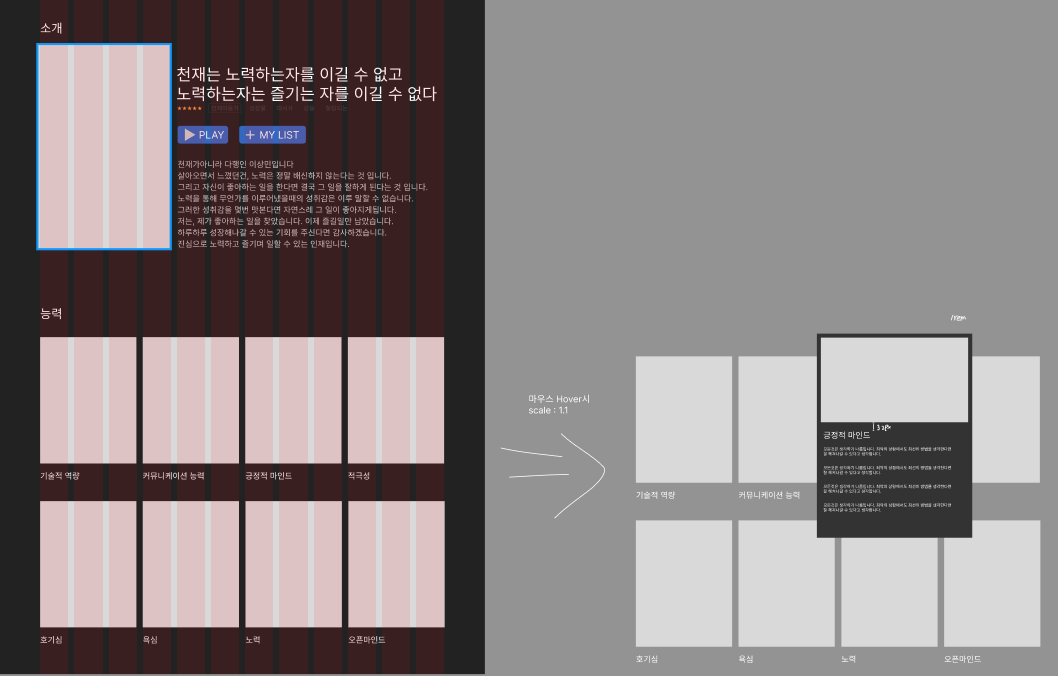 소개
천재는 노력하는자를 이길 수 없고
노력하는자는 즐기는 자를 이길 수 없다
★★★★★
PLAY
MY LIST
천재가아니라 다행인 이상민입니다
살아오면서 느꼈던건, 노력은 정말 배신하지 않는다는 것 입니다.
그리고 자신이 좋아하는 일을 한다면 결국 그 일을 잘하게 된다는 것 입니다.
노력을 통해 무언가를 이루어냈을때의 성취감은 이루 말할 수 없습니다.
그러한 성취감을 몇번 맛본다면 자연스레 그 일이 좋아지게됩니다.
저는, 제가 좋아하는 일을 찾았습니다. 이제 즐길일만 남았습니다.
하루하루 성장해나갈 수 있는 기회를 주신다면 감사하겠습니다.
진심으로 노력하고 즐기며 일할 수 있는 인재입니다.
능력
기술적 역량
커뮤니케이션 능력
긍정적 마인드
적극성
호기심
욕심
노력
오픈마인드
마우스 Hover시
scale : 1.1
기술적 역량
커뮤니케이션 능력
긍정적 마인드
호기심
욕심
노력
오픈마인드